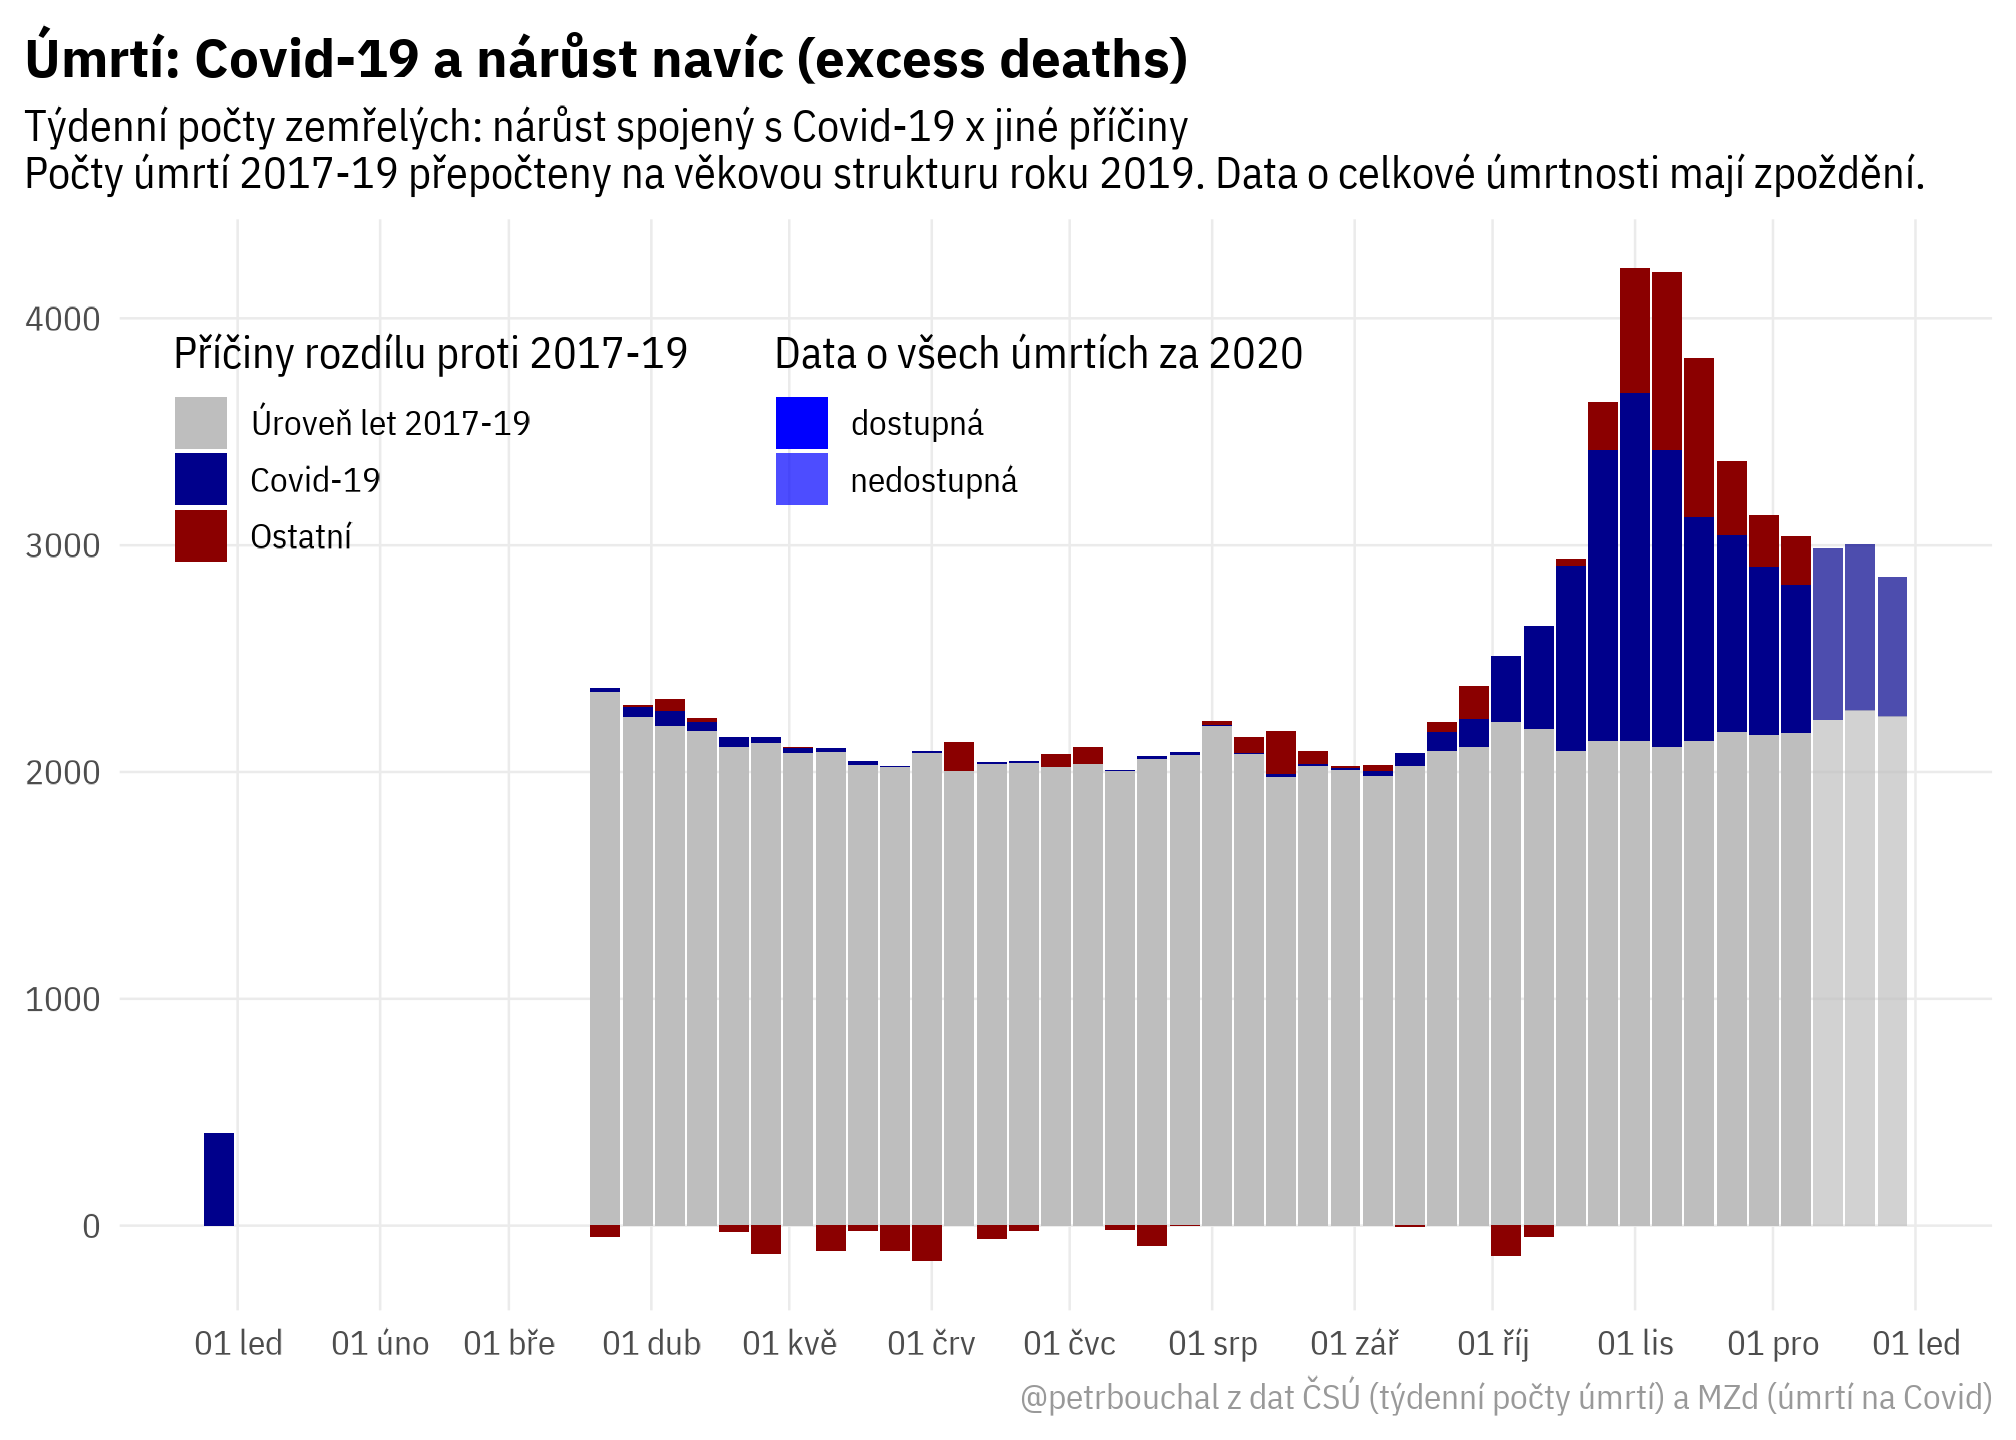 Úmrtí: Covid-19 a nárůst navíc (excess deaths)
Týdenní počty zemřelých: nárůst spojený s Covid-19 x jiné příčiny
Počty úmrtí 2017-19 přepočteny na věkovou strukturu roku 2019. Data o celkové úmrtnosti mají zpoždění.
4000
3000
2000
1000
0
Příčiny rozdílu proti 2017-19
Úroveň let 2017-19
Covid-19
Ostatní
Data o všech úmrtích za 2020
dostupná
nedostupná
01 led
01 úno
01 bře
01 dub
01 kvě
01 črv
01 čvc
01 srp
01 zář
01 říj
01 lis
01 pro
01 led
@petrbouchal z dat ČSÚ (týdenní počty úmrtí) a MZd (úmrtí na Covid)